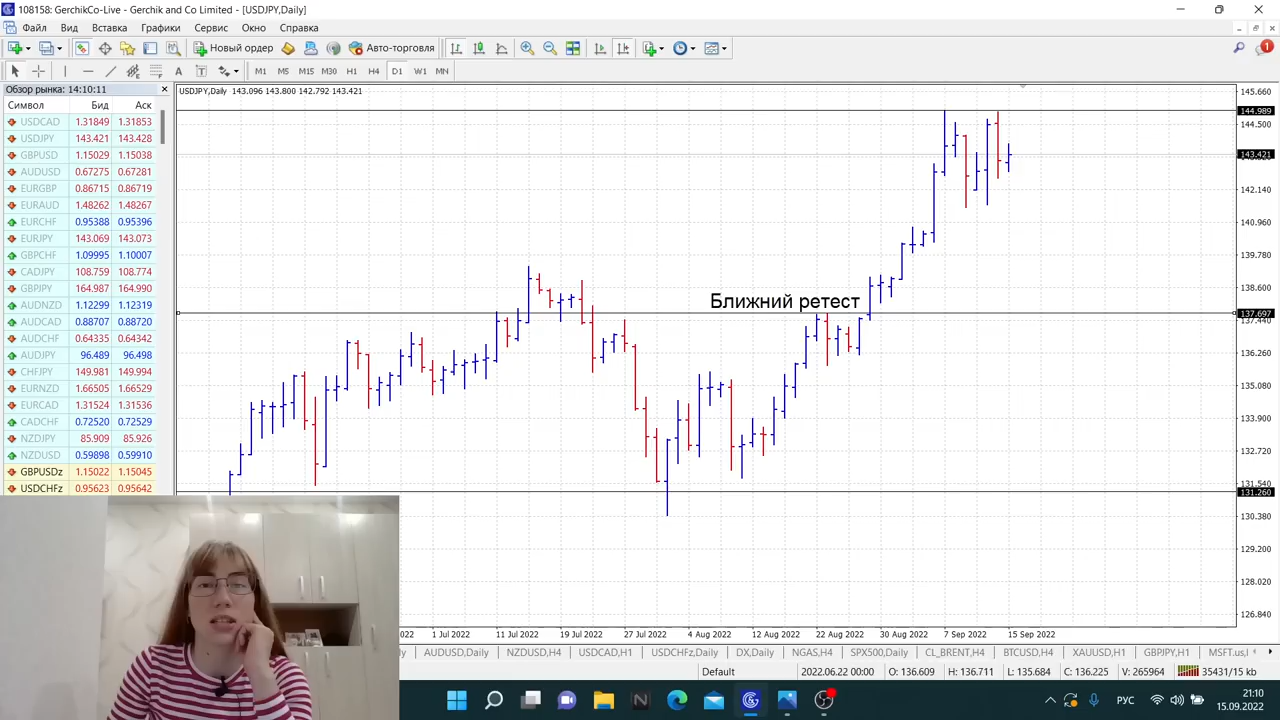 108158: GerchikCo-Live - Gerchik and Co Limited - [USDJPY,Daily]
Файл Вид Вставка Графики Сервис Окно Справка
Новый ордер Авто-торговля
A T M1 M5 M15 M30 H1 H4 D1 W1 MN
Обзор рынка: 14:10:11
Символ Бид Аск
USDCAD 1.31849 1.31853
USDJPY 143.421 143.428
GBPUSD 1.15029 1.15038
AUDUSD 0.67275 0.67281
EURGBP 0.86715 0.86719
EURAUD 1.48262 1.48267
EURCHF 0.95388 0.95396
EURJPY 143.069 143.073
GBPCHF 1.09995 1.10007
CADJPY 108.759 108.774
GBPJPY 164.987 164.990
AUDNZD 1.12299 1.12319
AUDCAD 0.88707 0.88720
AUDCHF 0.64335 0.64342
AUDJPY 96.489 96.498
CHFJPY 149.981 149.994
EURNZD 1.66505 1.66529
EURCAD 1.31524 1.31536
CADCHF 0.72520 0.72529
NZDJPY 85.909 85.926
NZDUSD 0.59898 0.59910
GBPUSDz 1.15022 1.15045
USDCHFz 0.95623 0.95642
USDJPY,Daily 143.096 143.800 142.792 143.421
Ближний ретест
145.660
144.989
144.500
143.421
142.140
140.960
139.780
138.600
137.697
137.440
136.260
135.080
133.900
132.720
131.540
131.260
130.380
129.200
128.020
126.840
2022 1 Jul 2022 11 Jul 2022 19 Jul 2022 27 Jul 2022 4 Aug 2022 12 Aug 2022 22 Aug 2022 30 Aug 2022 7 Sep 2022 15 Sep 2022
AUDUSD,Daily NZDUSD,H4 USDCAD,H1 USDCHFz,Daily DX,Daily NGAS,H4 SPX500,Daily CL_BRENT,H4 BTCUSD,H4 XAUUSD,H1 GBPJPY,H1 MSFT.us,
Default 2022.06.22 00:00 O: 136.609 H: 136.711 L: 135.684 C: 136.225 V: 265964 35431/15 kb
РУС 21:10
15.09.2022
1